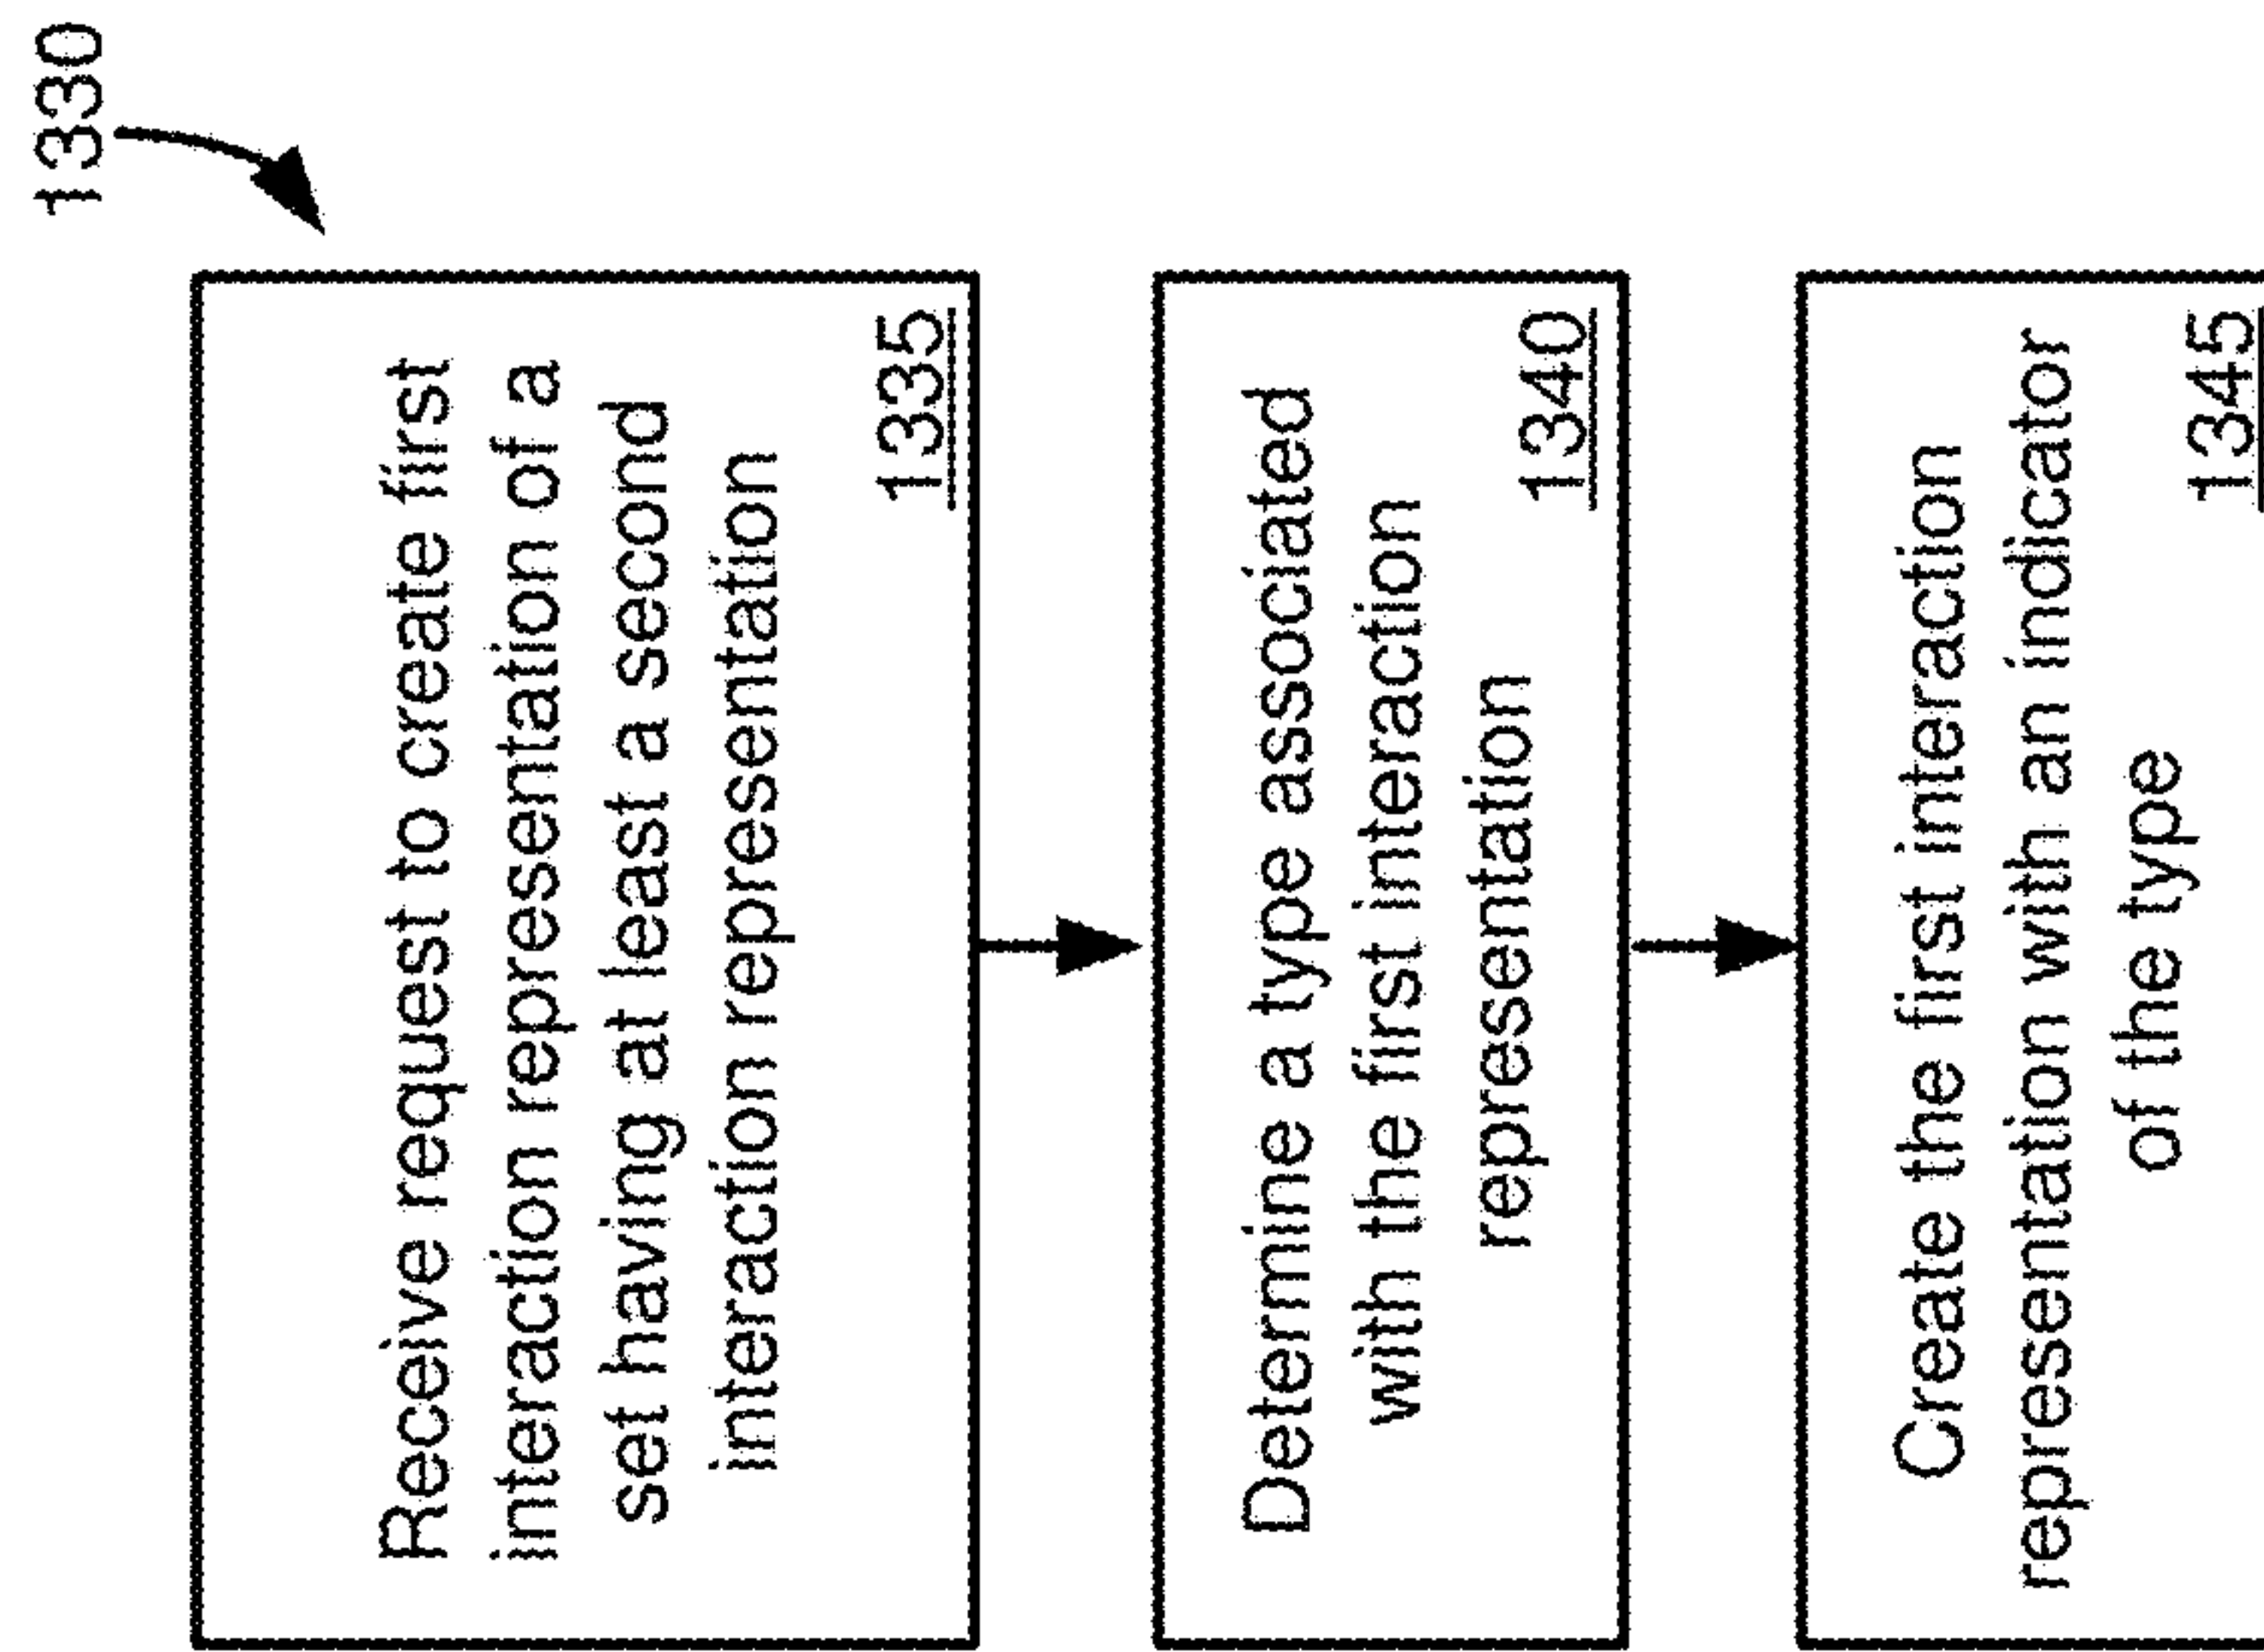 1330
Receive request to create first
interaction representation of a
set having at least a second
interaction representation
1335
Determine a type associated
with the first interaction
representation
1340
Create the first interaction
representation with an indicator
of the type
1345